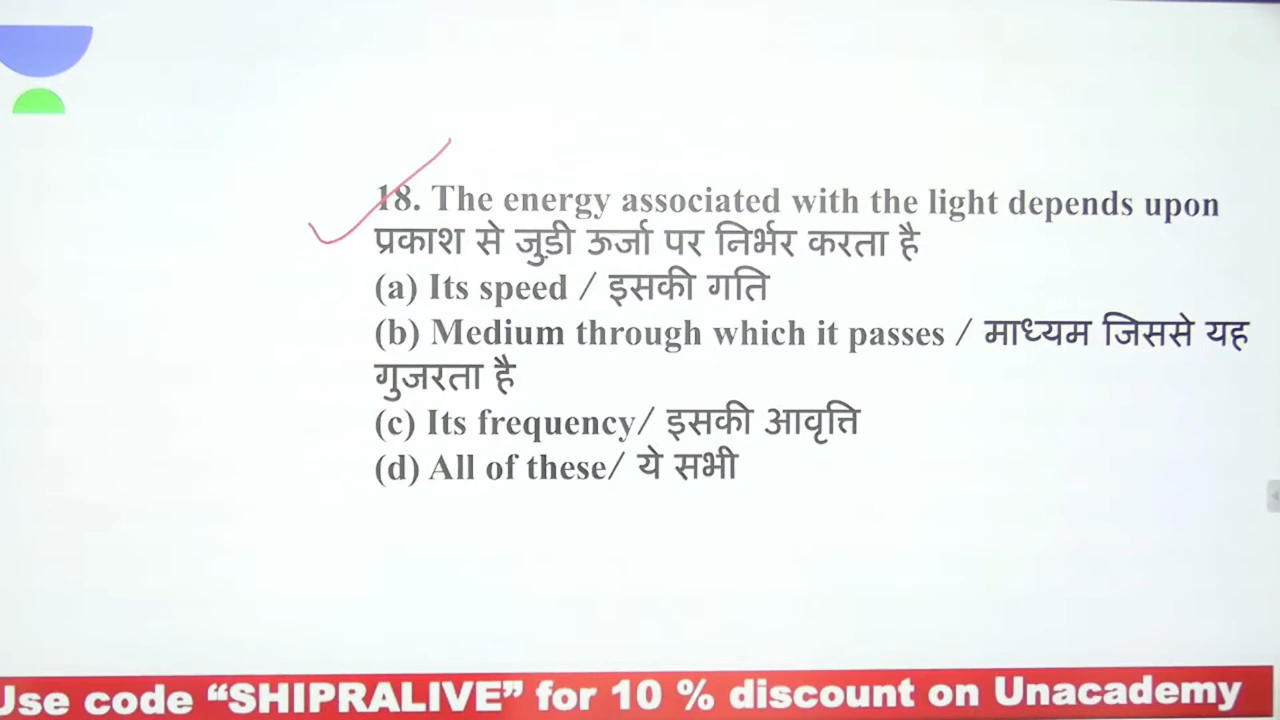 18. The energy associated with the light depends upon
प्रकाश से जुड़ी ऊर्जा पर निर्भर करता है
(a) Its speed / इसकी गति
(b) Medium through which it passes / माध्यम जिससे यह
गुजरता है
(c) Its frequency/ इसकी आवृत्ति
(d) All of these/ ये सभी
Use code “SHIPRALIVE” for 10 % discount on Unacademy